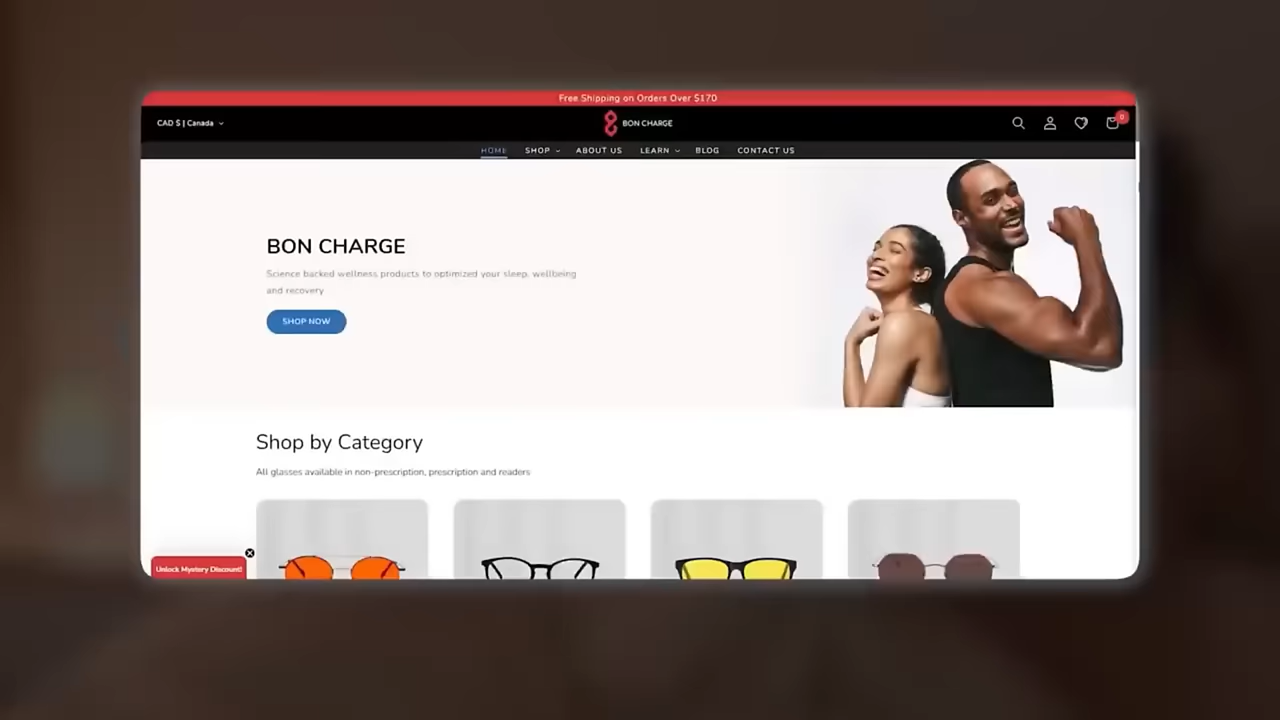 Free Shipping on Orders Over $170
CAD $ | Canada
BON CHARGE
0
HOME SHOP ABOUT US LEARN BLOG CONTACT US
BON CHARGE
Science backed wellness products to optimized your sleep, wellbeing
and recovery
SHOP NOW
Shop by Category
All glasses available in non-prescription, prescription and readers
Unlock Mystery Discount!